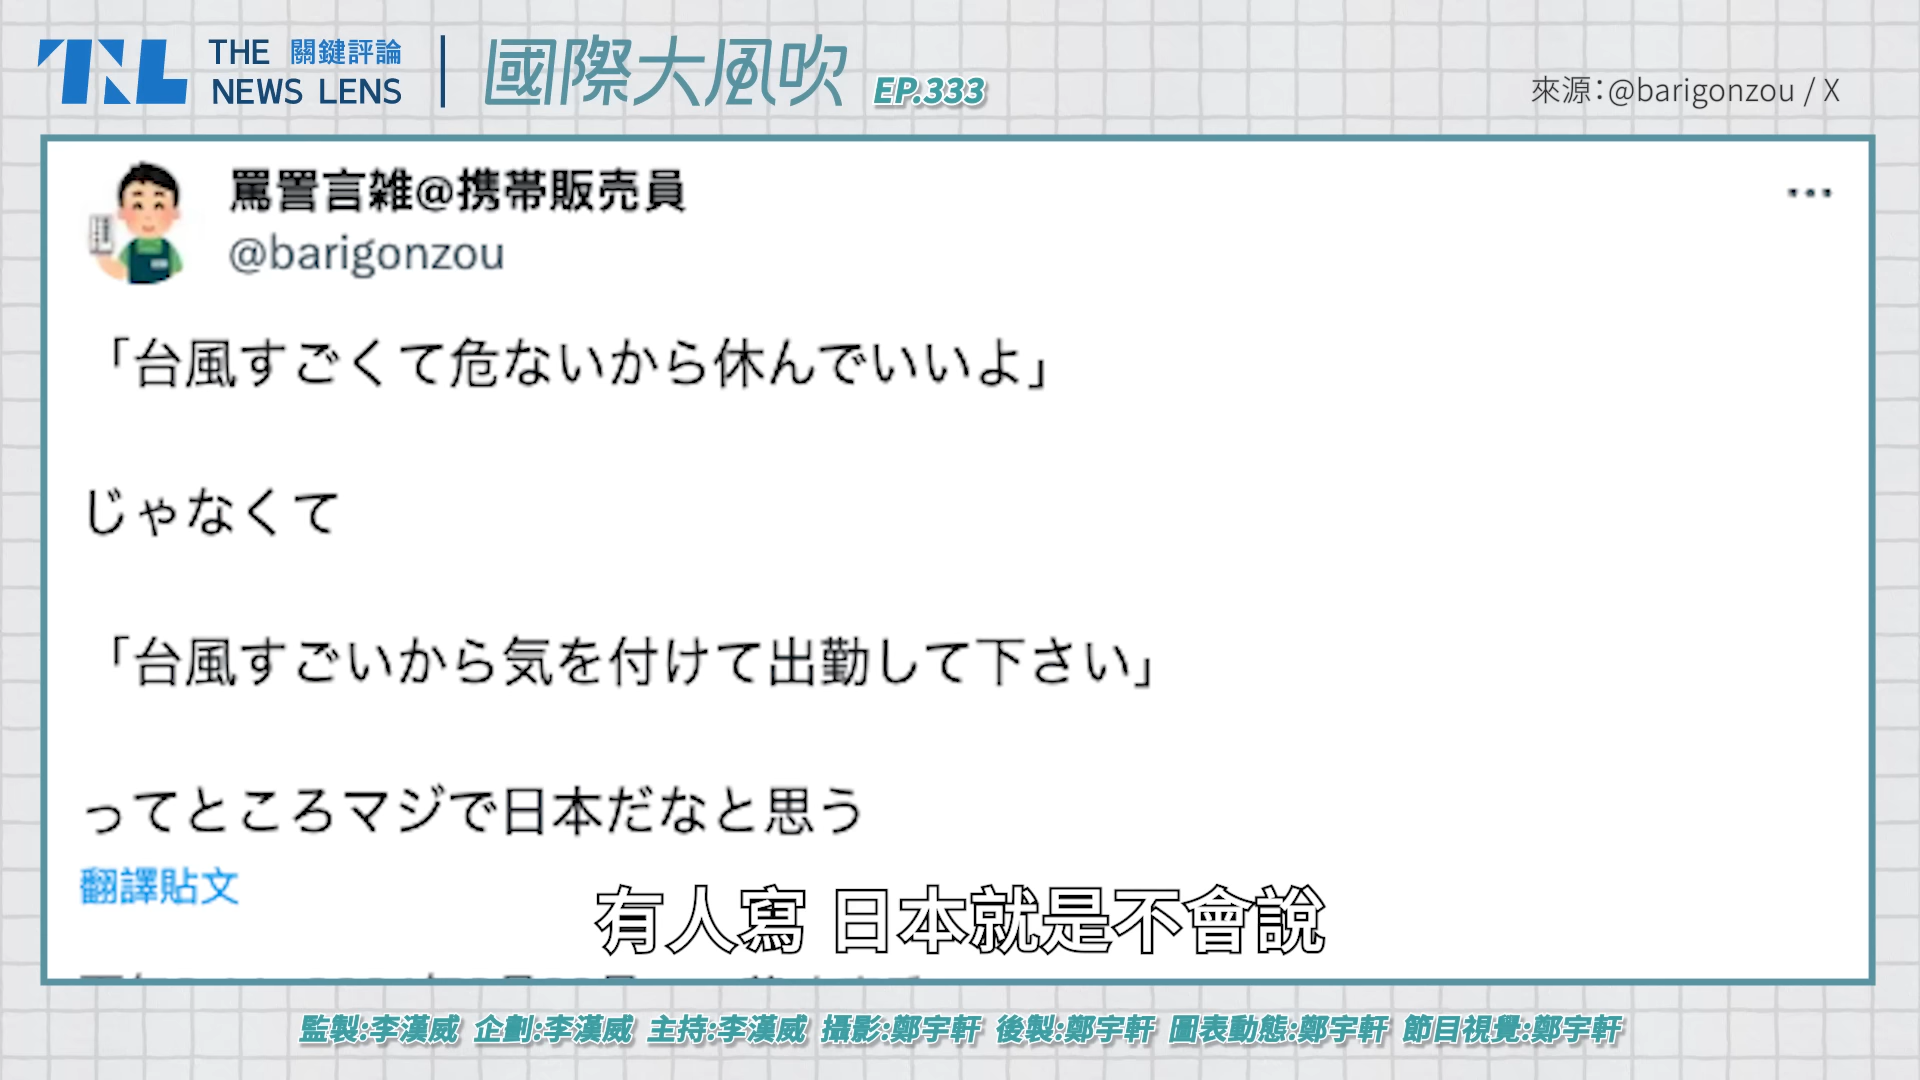 TNL THE 關鍵評論 NEWS LENS
國際大風吹 EP.333
來源：@barigonzou / X
罵詈言雑@携帯販売員
@barigonzou
「台風すごくて危ないから休んでいいよ」
じゃなくて
「台風すごいから気を付けて出勤して下さい」
ってところマジで日本だなと思う
翻譯貼文
有人寫 日本就是不會說
監製:李漢威 企劃:李漢威 主持:李漢威 攝影:鄭宇軒 後製:鄭宇軒 圖表動態:鄭宇軒 節目視覺:鄭宇軒